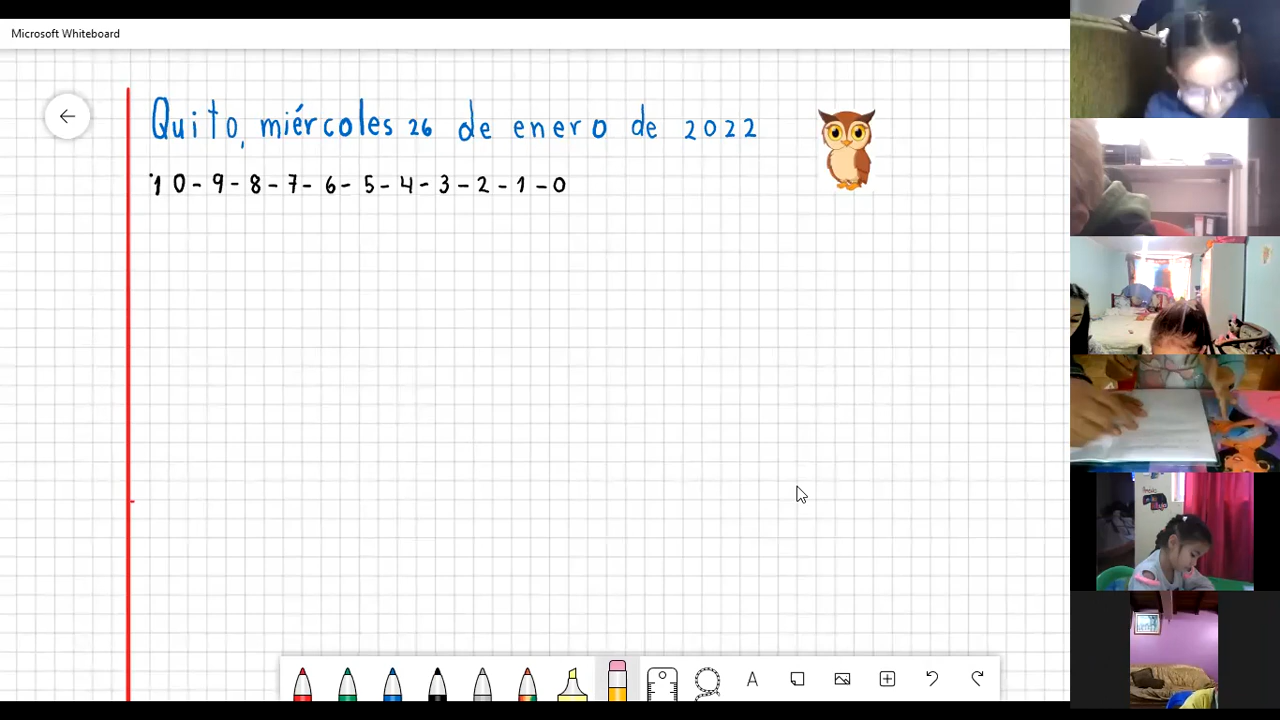 Microsoft Whiteboard
Quito, miércoles 26 de enero de 2022
10 - 9 - 8 - 7 - 6 - 5 - 4 - 3 - 2 - 1 - 0
A